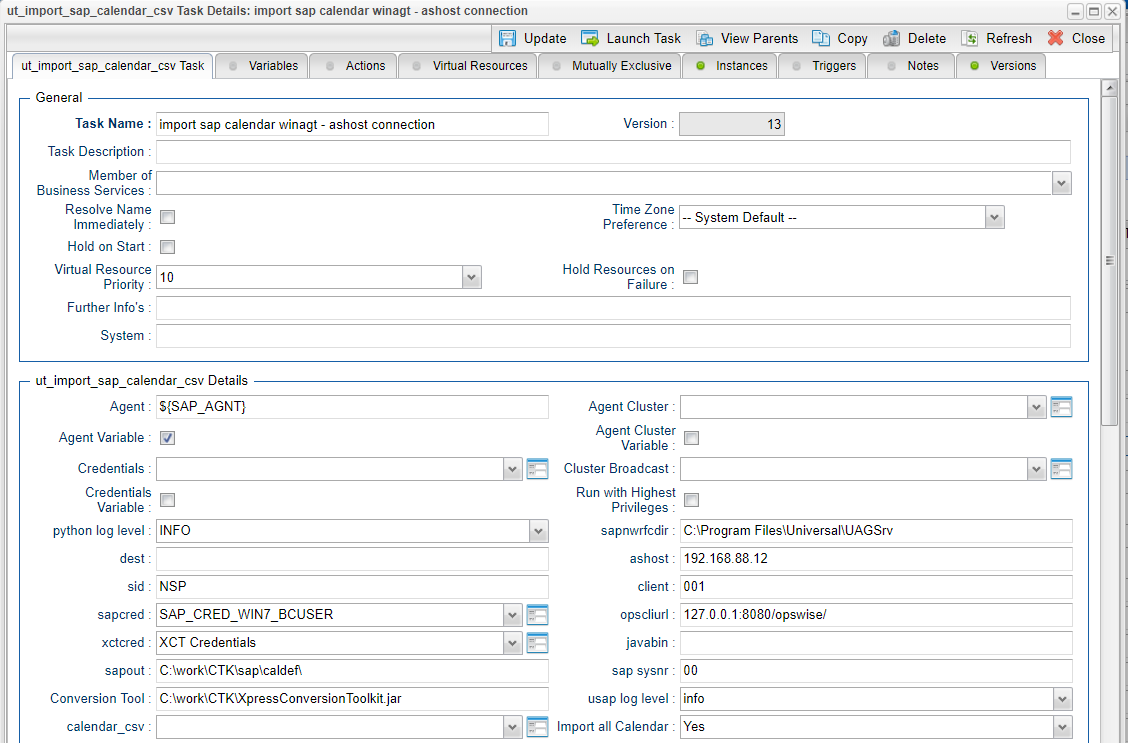 ut_import_sap_calendar_csv Task Details: import sap calendar winagt - ashost connection
Update Launch Task View Parents Copy Delete Refresh Close
ut_import_sap_calendar_csv Task Variables Actions Virtual Resources Mutually Exclusive Instances Triggers Notes Versions
General
Task Name : import sap calendar winagt - ashost connection Version : 13
Task Description :
Member of
Business Services :
Resolve Name
Immediately :
Time Zone
Preference : -- System Default --
Hold on Start :
Virtual Resource
Priority : 10
Hold Resources on
Failure :
Further Info's :
System :
ut_import_sap_calendar_csv Details
Agent : ${SAP_AGNT} Agent Cluster :
Agent Variable :
Agent Cluster
Variable :
Credentials : Cluster Broadcast :
Credentials
Variable :
Run with Highest
Privileges :
python log level : INFO sapnwrfcdir : C:\Program Files\Universal\UAGSrv
dest : ashost : 192.168.88.12
sid : NSP client : 001
sapcred : SAP_CRED_WIN7_BCUSER opscliurl : 127.0.0.1:8080/opswise/
xctcred : XCT Credentials javabin :
sapout : C:\work\CTK\sap\caldef\ sap sysnr : 00
Conversion Tool : C:\work\CTK\XpressConversionToolkit.jar usap log level : info
calendar_csv : Import all Calendar : Yes